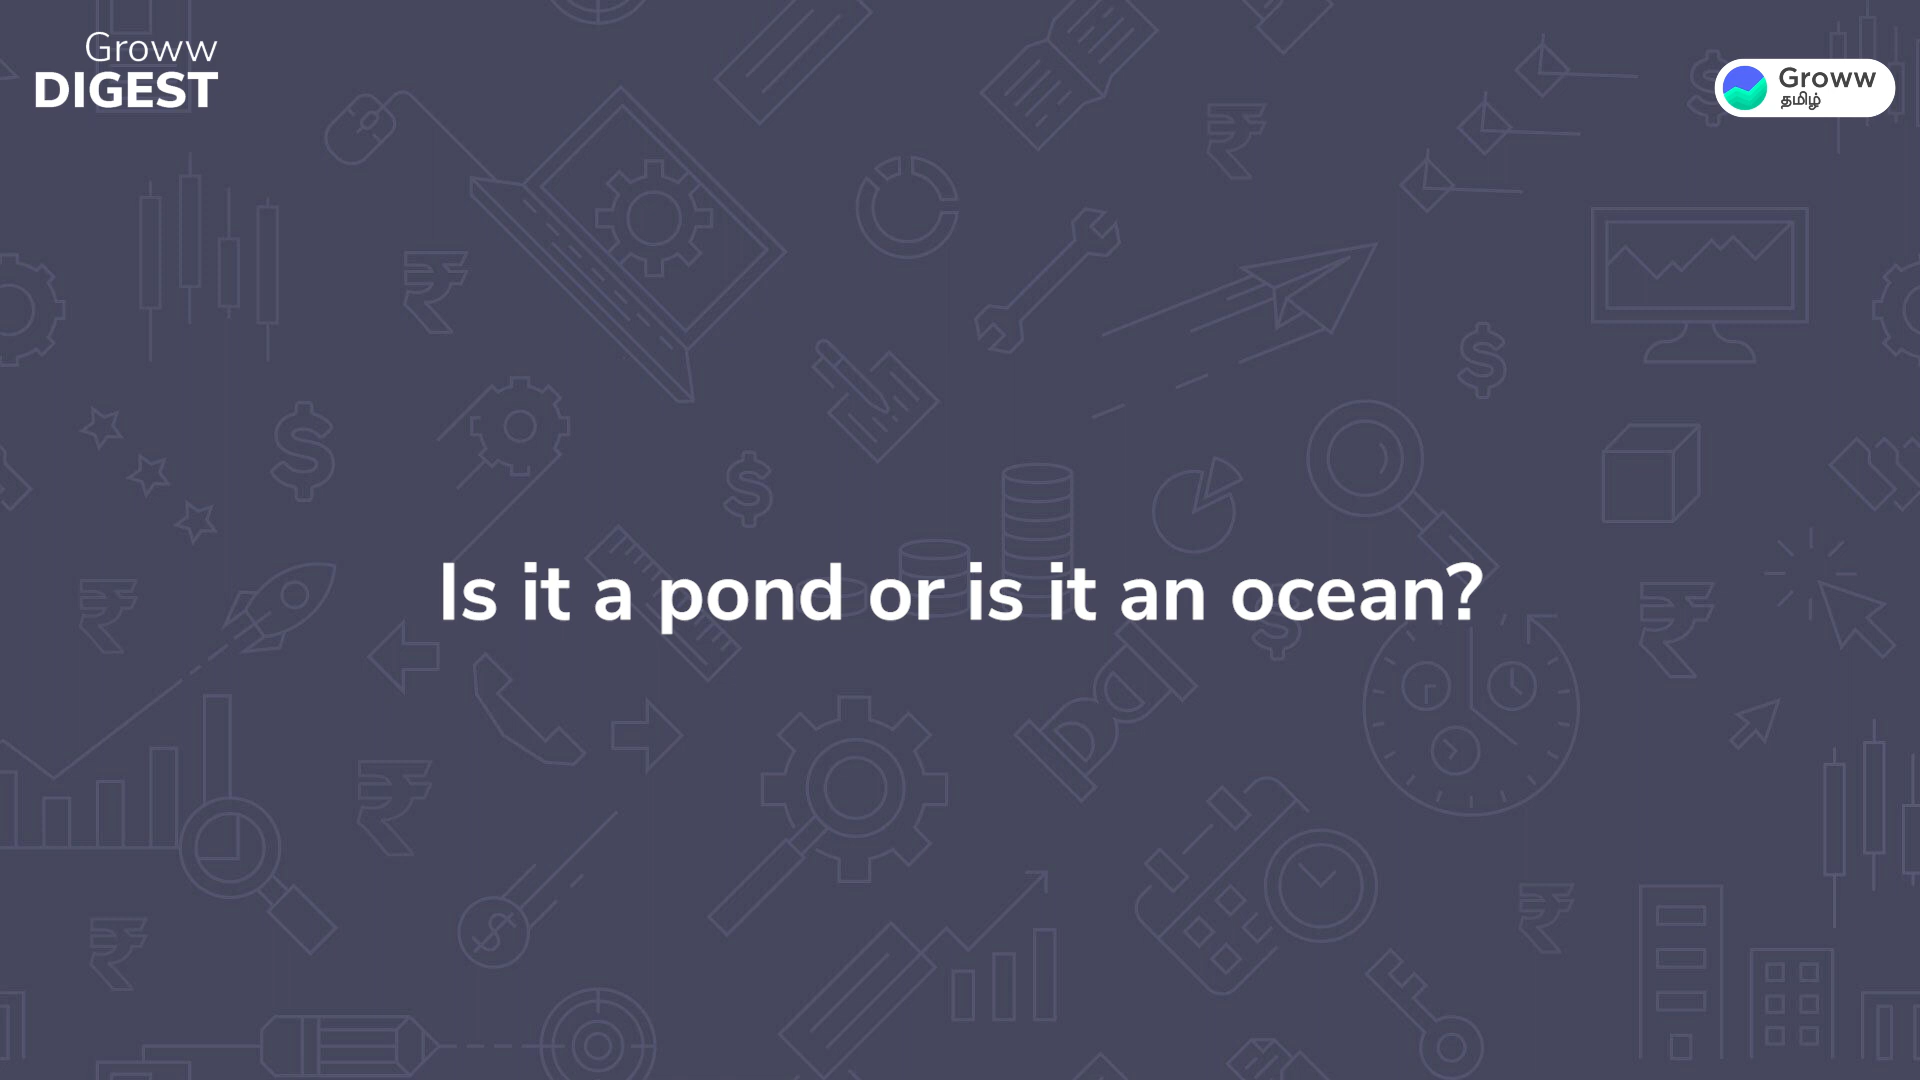 Groww
DIGEST
Groww
தமிழ்
Is it a pond or is it an ocean?